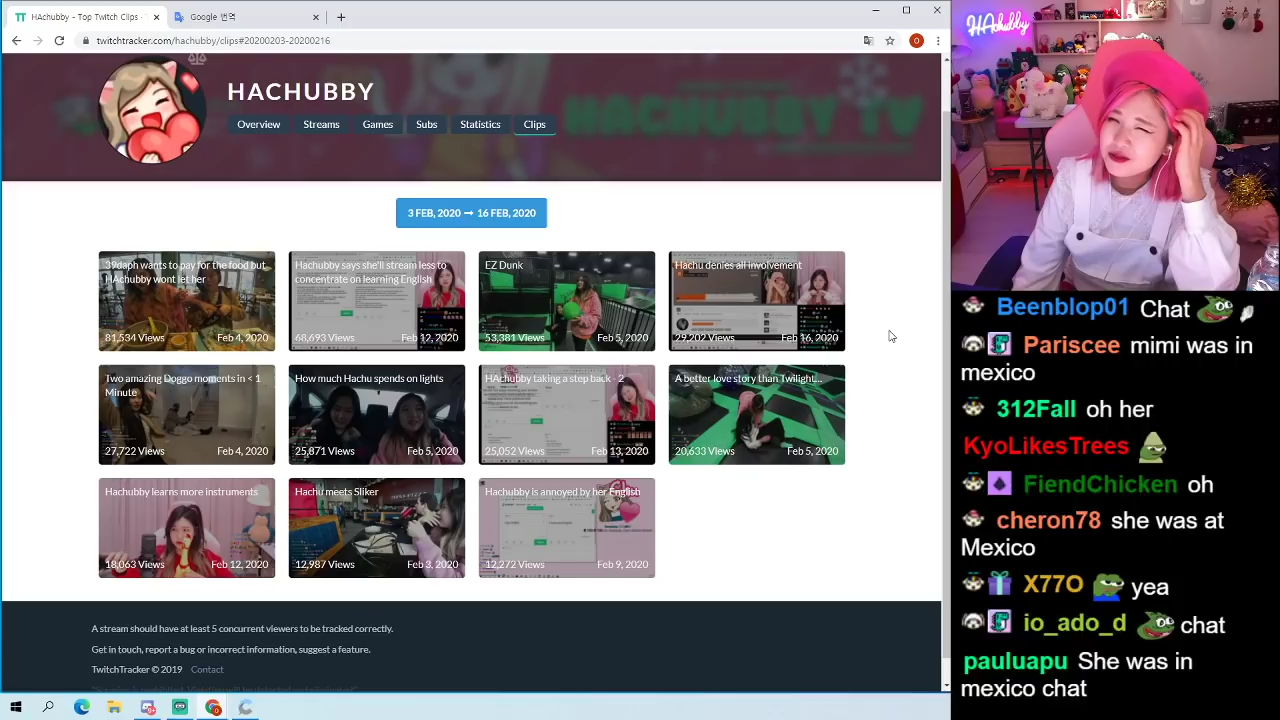 HAchubby - Top Twitch Clips -
Google 번역
twitchtracker.com/hachubby/clips#20200203-20200216
HACHUBBY
HACHUBBY TV
Overview
Streams
Games
Subs
Statistics
Clips
3 FEB, 2020 → 16 FEB, 2020
39daph wants to pay for the food but
HAchubby wont let her
81,534 Views
Feb 4, 2020
Hachubby says she'll stream less to
concentrate on learning English
68,693 Views
Feb 12, 2020
EZ Dunk
53,381 Views
Feb 5, 2020
Hachu denies all involvement
29,202 Views
Feb 16, 2020
Two amazing Doggo moments in < 1
Minute
27,722 Views
Feb 4, 2020
How much Hachu spends on lights
25,871 Views
Feb 5, 2020
HAchubby taking a step back - 2
25,052 Views
Feb 13, 2020
A better love story than Twilight...
20,633 Views
Feb 5, 2020
Hachubby learns more instruments
18,063 Views
Feb 12, 2020
Hachu meets Sliker
12,987 Views
Feb 3, 2020
Hachubby is annoyed by her English
12,272 Views
Feb 9, 2020
A stream should have at least 5 concurrent viewers to be tracked correctly.
Get in touch, report a bug or incorrect information, suggest a feature.
TwitchTracker © 2019 Contact
HAchubby
Beenblop01 Chat
Pariscee mimi was in
mexico
312Fall oh her
KyoLikesTrees
FiendChicken oh
cheron78 she was at
Mexico
X77O yea
io_ado_d chat
pauluapu She was in
mexico chat